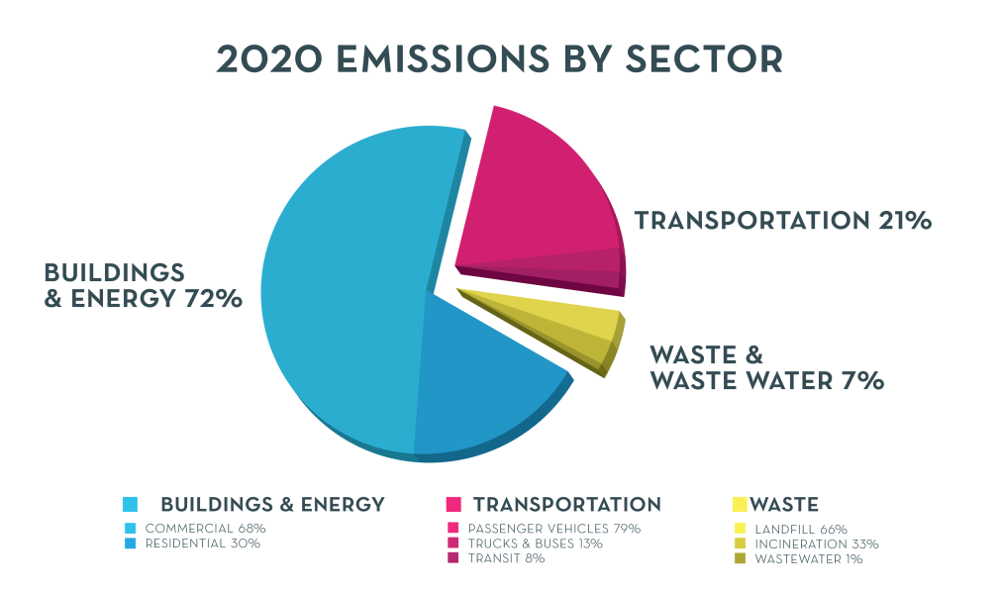 2020 EMISSIONS BY SECTOR
TRANSPORTATION 21%
BUILDINGS
& ENERGY 72%
WASTE &
WASTE WATER 7%
BUILDINGS & ENERGY
COMMERCIAL 68%
RESIDENTIAL 30%
TRANSPORTATION
PASSENGER VEHICLES 79%
TRUCKS & BUSES 13%
TRANSIT 8%
WASTE
LANDFILL 66%
INCINERATION 33%
WASTEWATER 1%